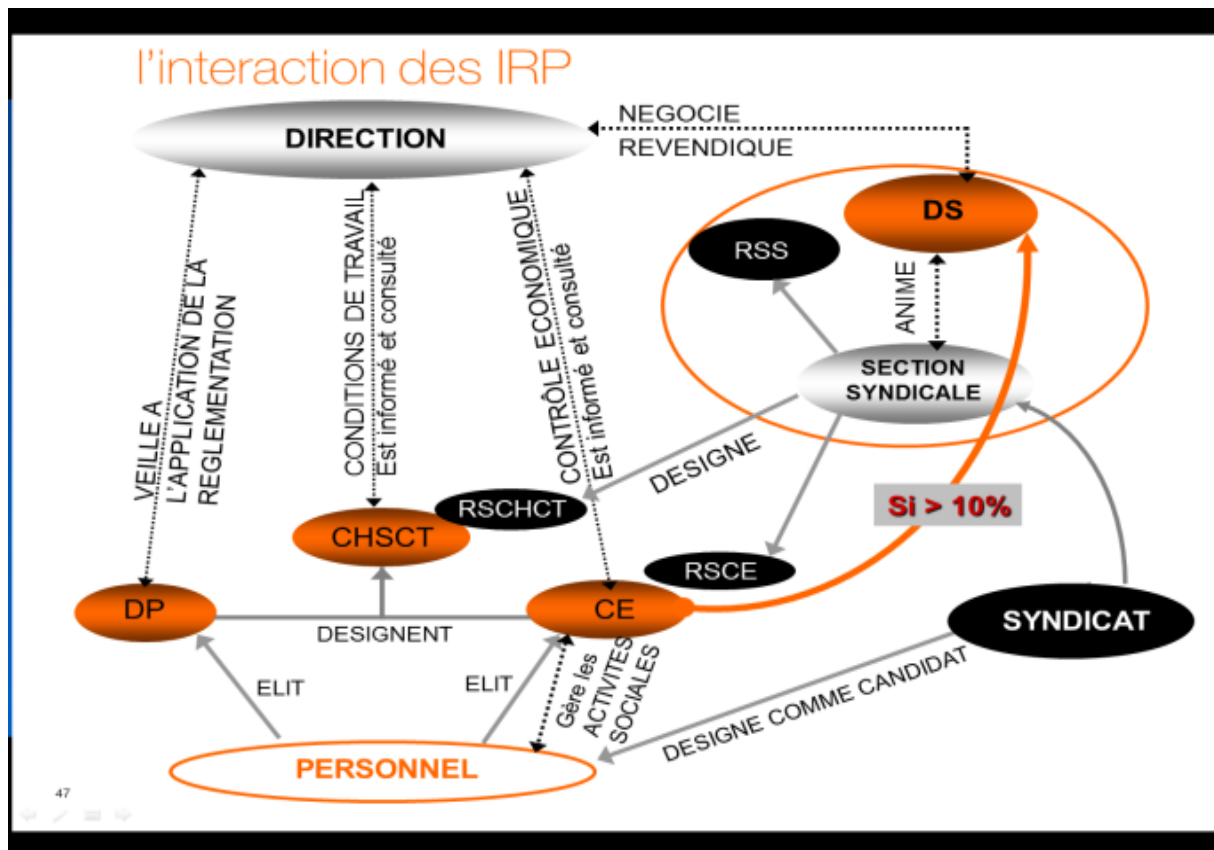 l'interaction des IRP
DIRECTION
NEGOCIE
REVENDIQUE
DS
RSS
ANIME
SECTION
SYNDICALE
VEILLE A
L'APPLICATION DE LA
REGLEMENTATION
CONDITIONS DE TRAVAIL
Est informé et consulté
CONTRÔLE ECONOMIQUE
Est informé et consulté
DESIGNE
Si > 10%
RSCHCT
CHSCT
RSCE
DP
CE
DESIGNENT
SYNDICAT
ELIT
ELIT
Gère les
ACTIVITES
SOCIALES
DESIGNE COMME CANDIDAT
PERSONNEL
47